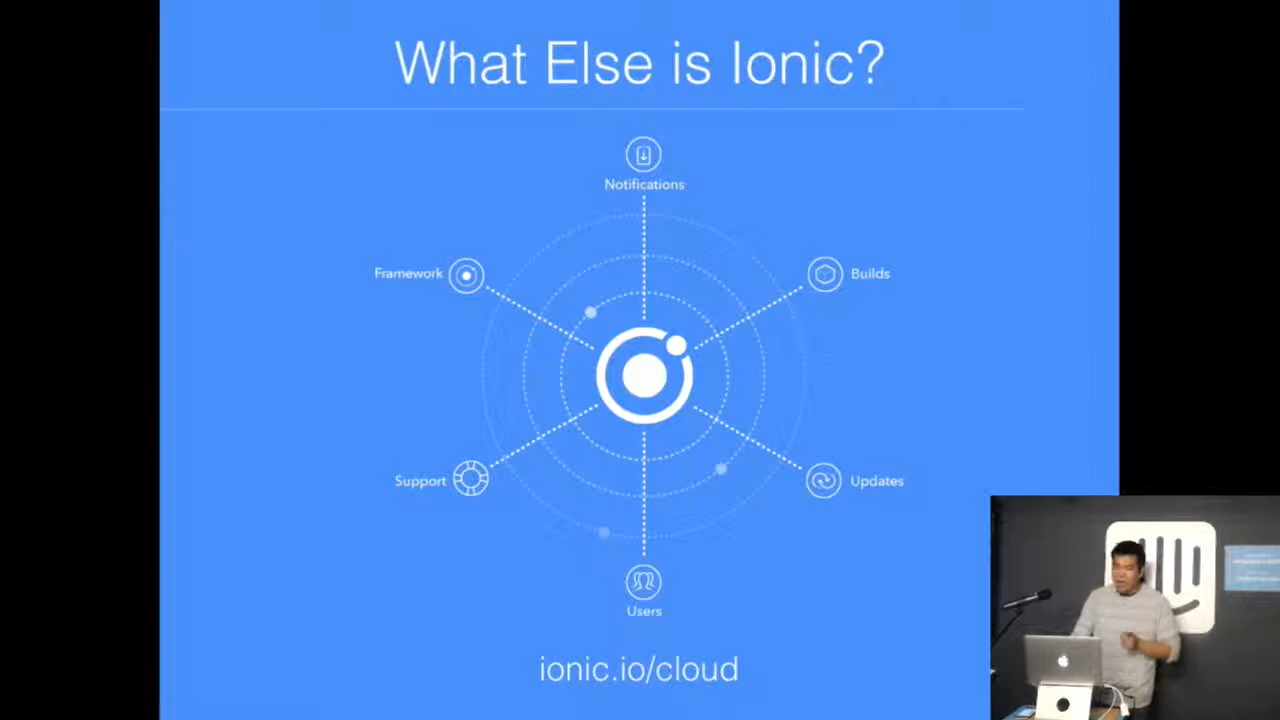 What Else is Ionic?
Notifications
Framework
Builds
Support
Updates
Users
ionic.io/cloud